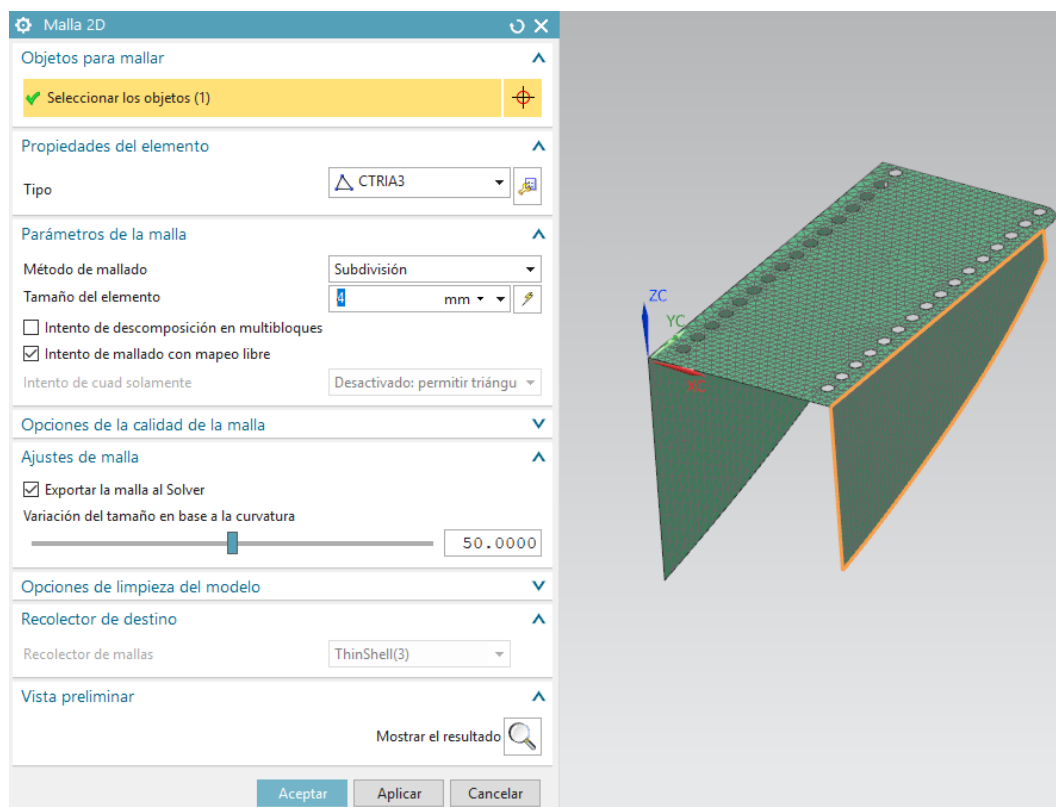 Malla 2D
Objetos para mallar
Seleccionar los objetos (1)
Propiedades del elemento
Tipo
CTRIA3
Parámetros de la malla
Método de mallado
Subdivisión
Tamaño del elemento
4 mm
Intento de descomposición en multibloques
Intento de mallado con mapeo libre
Intento de cuad solamente
Desactivado: permitir triángu
Opciones de la calidad de la malla
Ajustes de malla
Exportar la malla al Solver
Variación del tamaño en base a la curvatura
50.0000
Opciones de limpieza del modelo
Recolector de destino
Recolector de mallas
ThinShell(3)
Vista preliminar
Mostrar el resultado
Aceptar Aplicar Cancelar
ZC
YC
XC